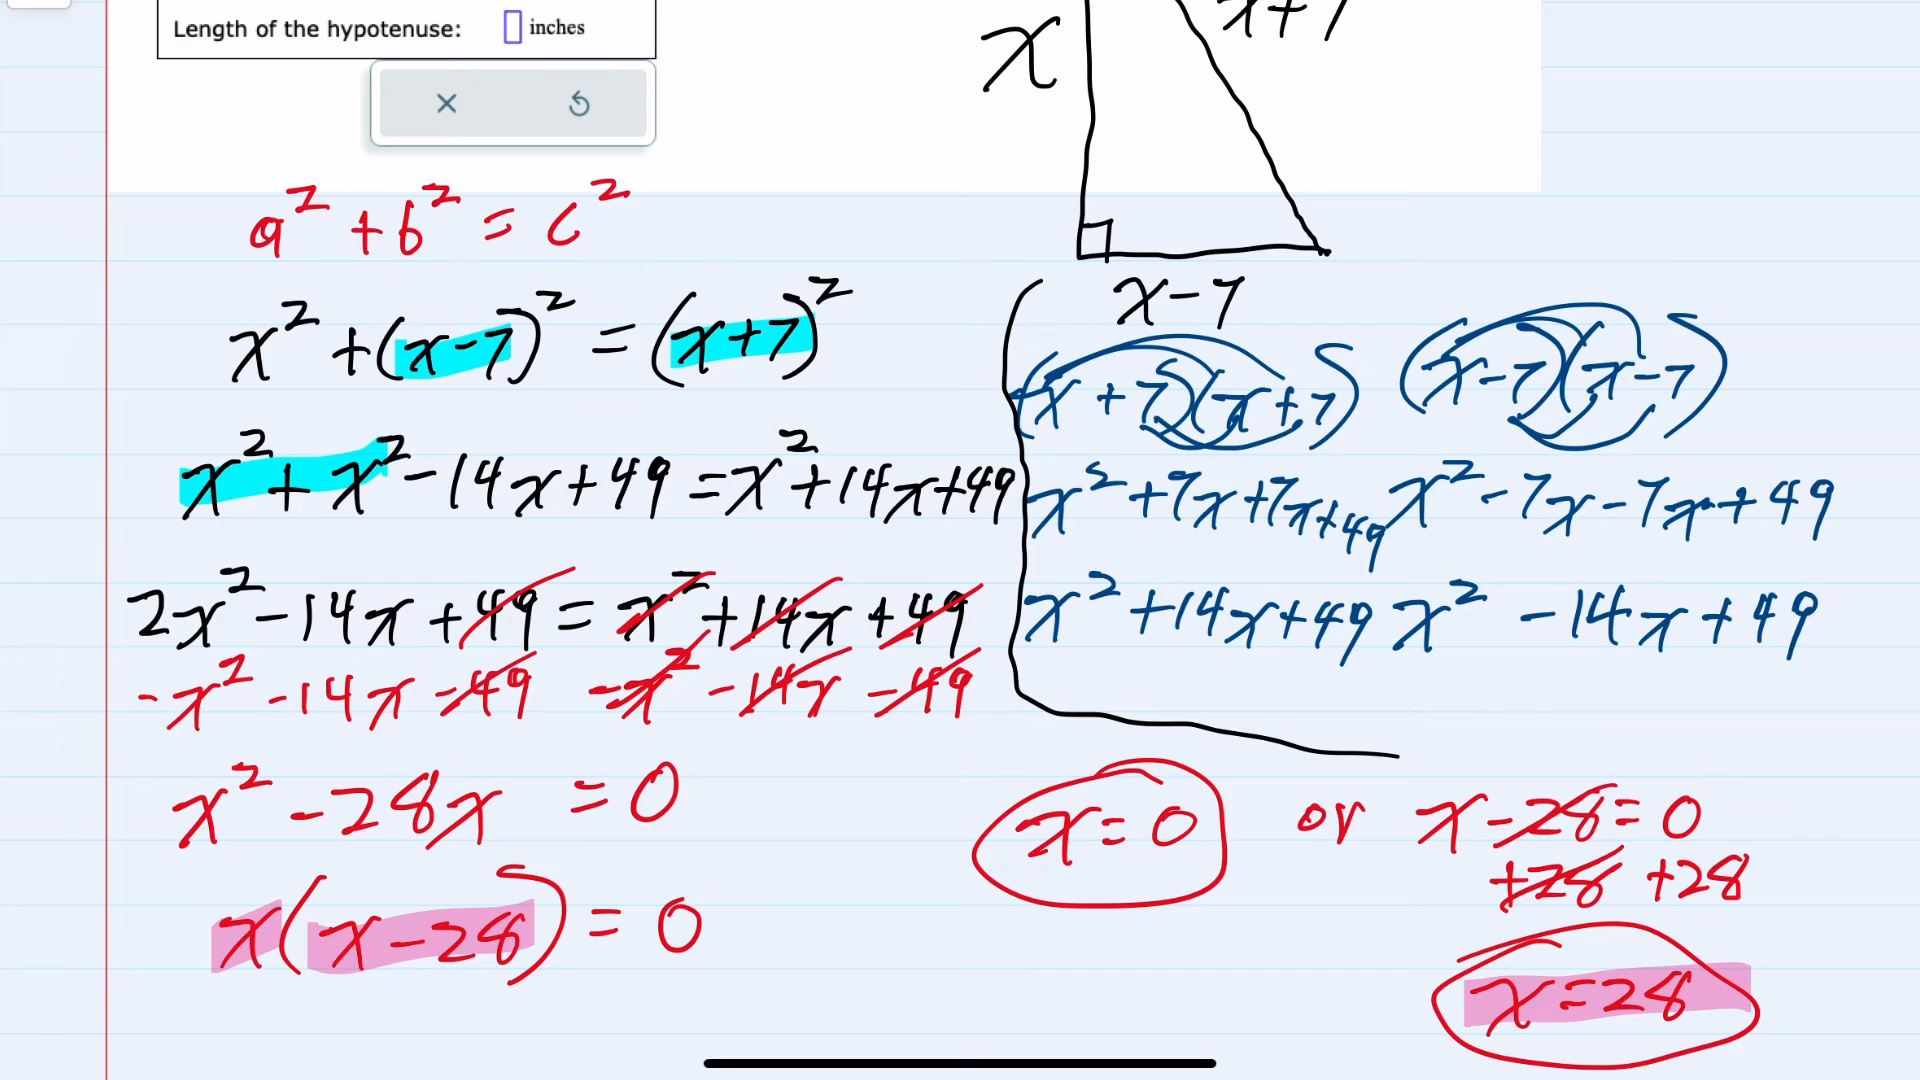 Length of the hypotenuse: inches
x
x+7
x-7
a² + b² = c²
x² + (x-7)² = (x+7)²
x² + x² - 14x + 49 = x² + 14x + 49
2x² - 14x + 49 = x² + 14x + 49
-x² - 14x - 49 -x² - 14x - 49
x² - 28x = 0
x(x-28) = 0
(x+7)(x+7) (x-7)(x-7)
x² + 7x + 7x + 49 x² - 7x - 7x + 49
x² + 14x + 49 x² - 14x + 49
x = 0 or x - 28 = 0
+28 +28
x = 28